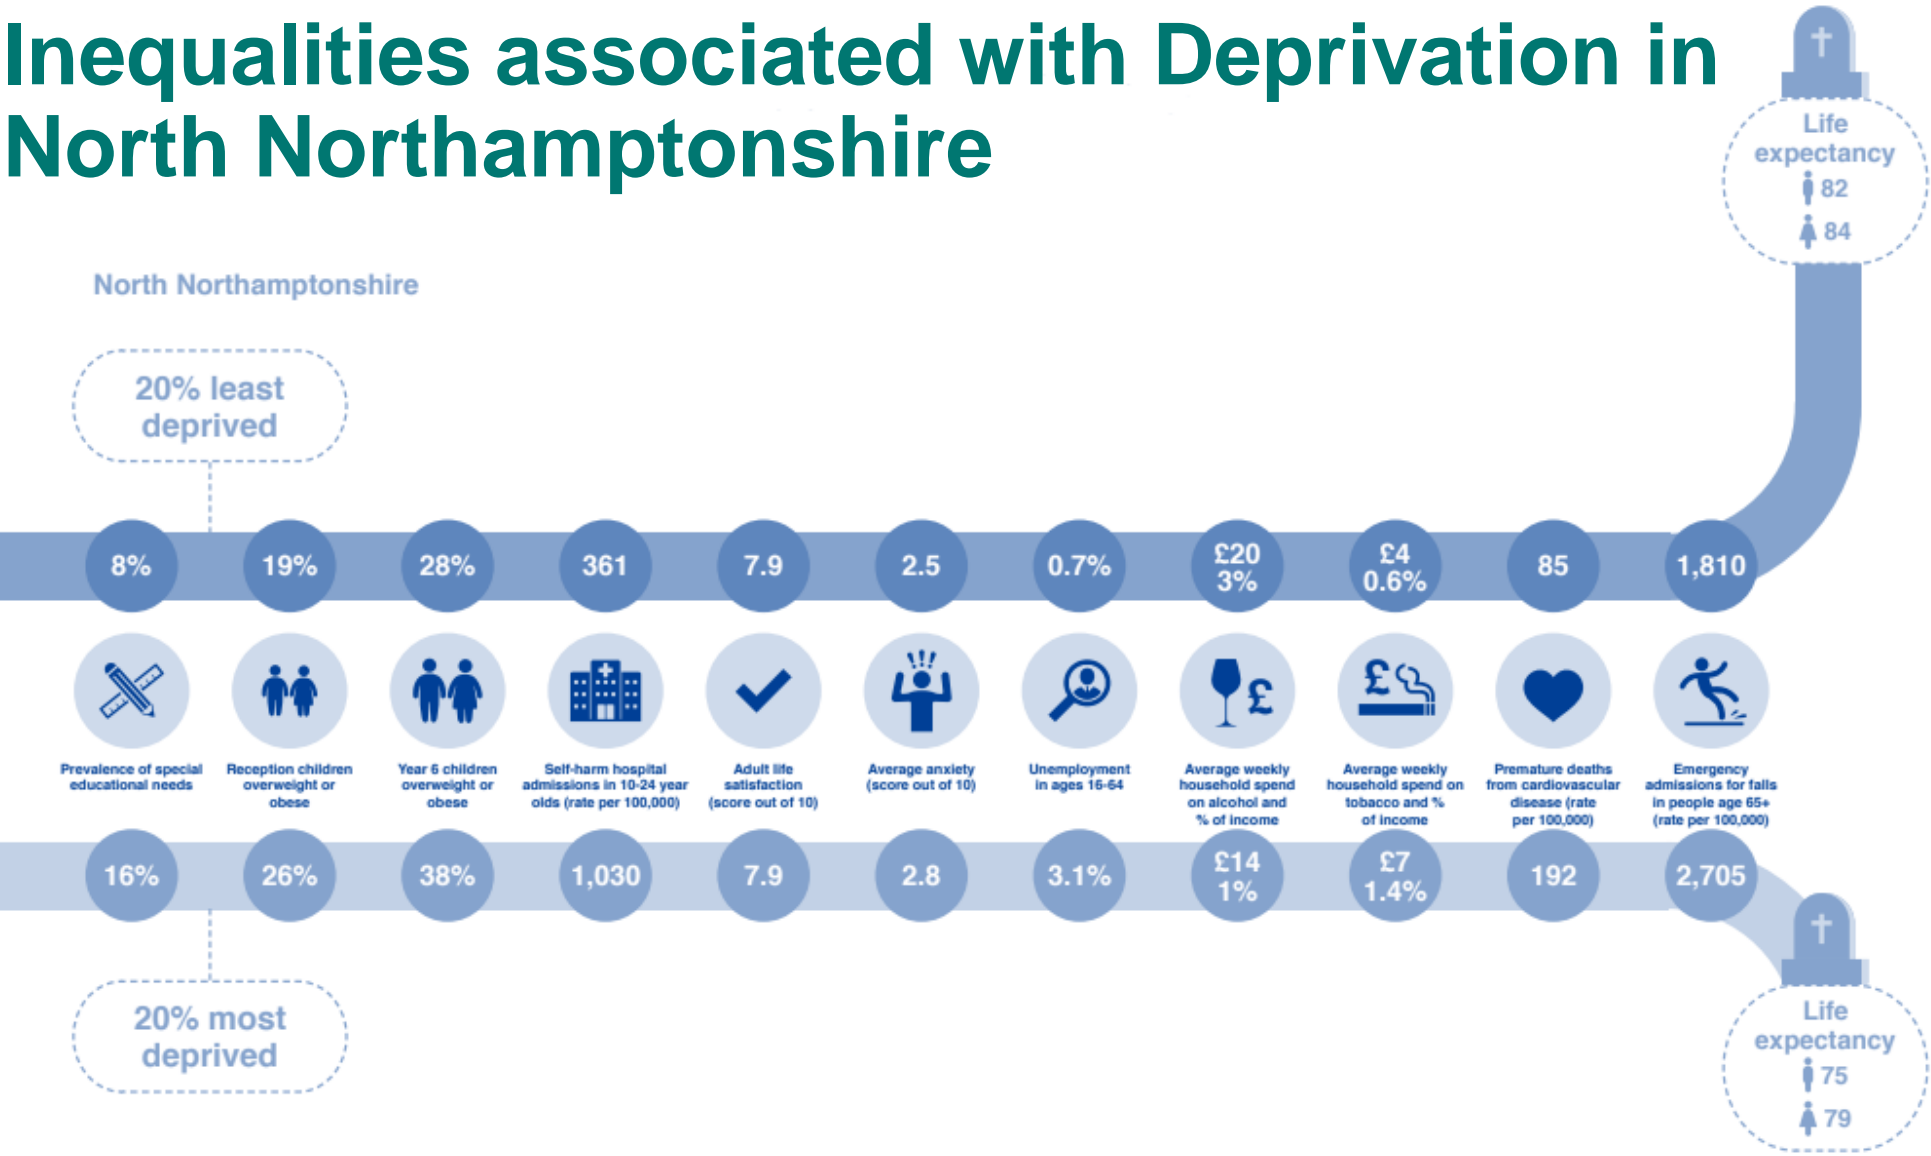 Inequalities associated with Deprivation in
North Northamptonshire
Life
expectancy
82
84
North Northamptonshire
20% least
deprived
8%
19%
28%
361
7.9
2.5
0.7%
£20
3%
£4
0.6%
85
1,810
!!!
£
£
Prevalence of special
educational needs
Reception children
overweight or
obese
Year 6 children
overweight or
obese
Self-harm hospital
admissions in 10-24 year
olds (rate per 100,000)
Adult life
satisfaction
(score out of 10)
Average anxiety
(score out of 10)
Unemployment
in ages 16-64
Average weekly
household spend
on alcohol and
% of income
Average weekly
household spend on
tobacco and %
of income
Premature deaths
from cardiovascular
disease (rate
per 100,000)
Emergency
admissions for falls
in people age 65+
(rate per 100,000)
16%
26%
38%
1,030
7.9
2.8
3.1%
£14
1%
£7
1.4%
192
2,705
20% most
deprived
Life
expectancy
75
79